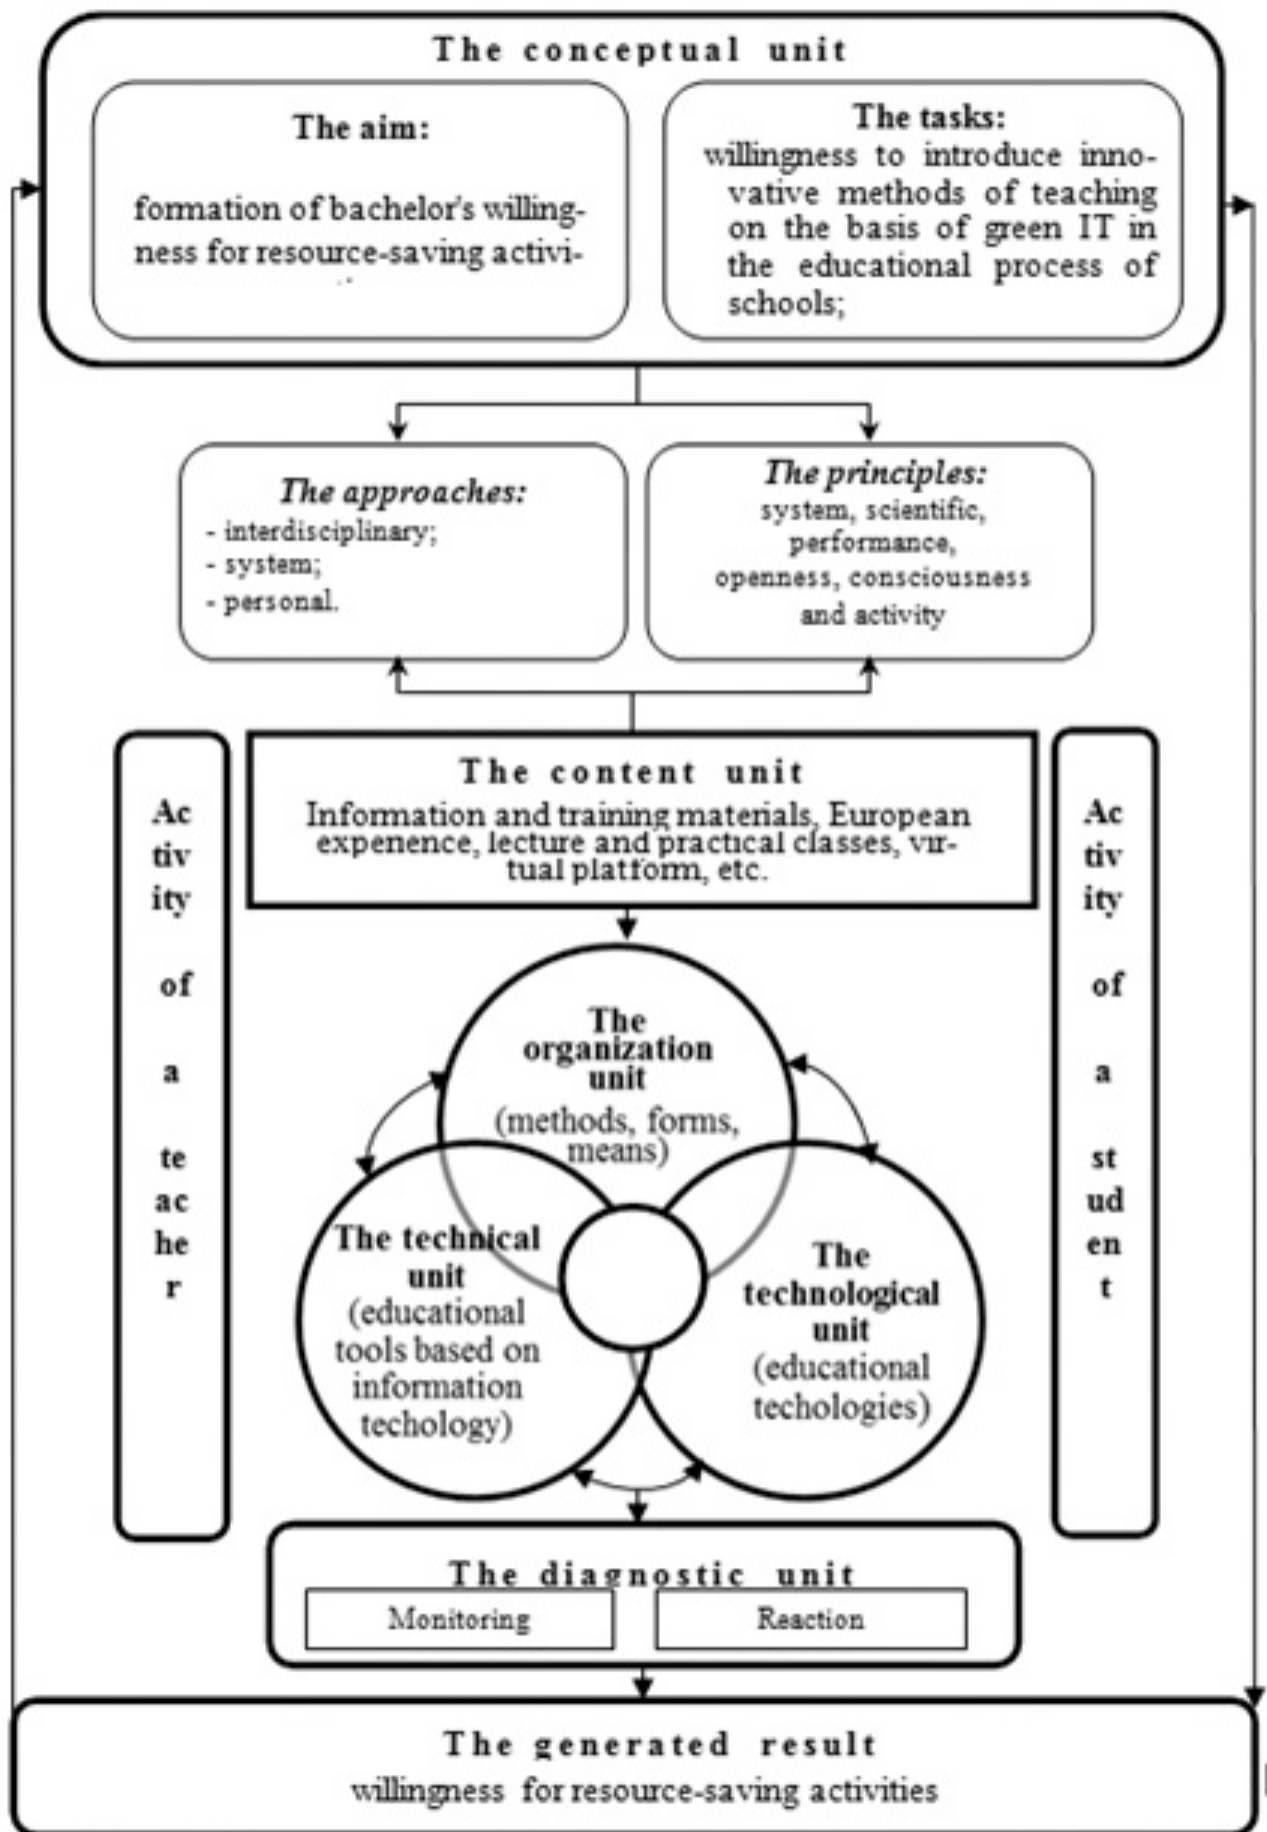 The conceptual unit
The aim:
formation of bachelor's willing-
ness for resource-saving activi-
The tasks:
willingness to introduce inno-
vative methods of teaching
on the basis of green IT in
the educational process of
schools;
The approaches:
- interdisciplinary;
- system;
- personal.
The principles:
system, scientific,
performance,
openness, consciousness
and activity
Ac
tiv
ity
of
a
te
ac
he
r
The content unit
Information and training materials, European
experience, lecture and practical classes, vir-
tual platform, etc.
Ac
tiv
ity
of
a
st
ud
en
t
The
organization
unit
(methods, forms,
means)
The technical
unit
(educational
tools based on
information
techology)
The
technological
unit
(educational
techologies)
The diagnostic unit
Monitoring
Reaction
The generated result
willingness for resource-saving activities